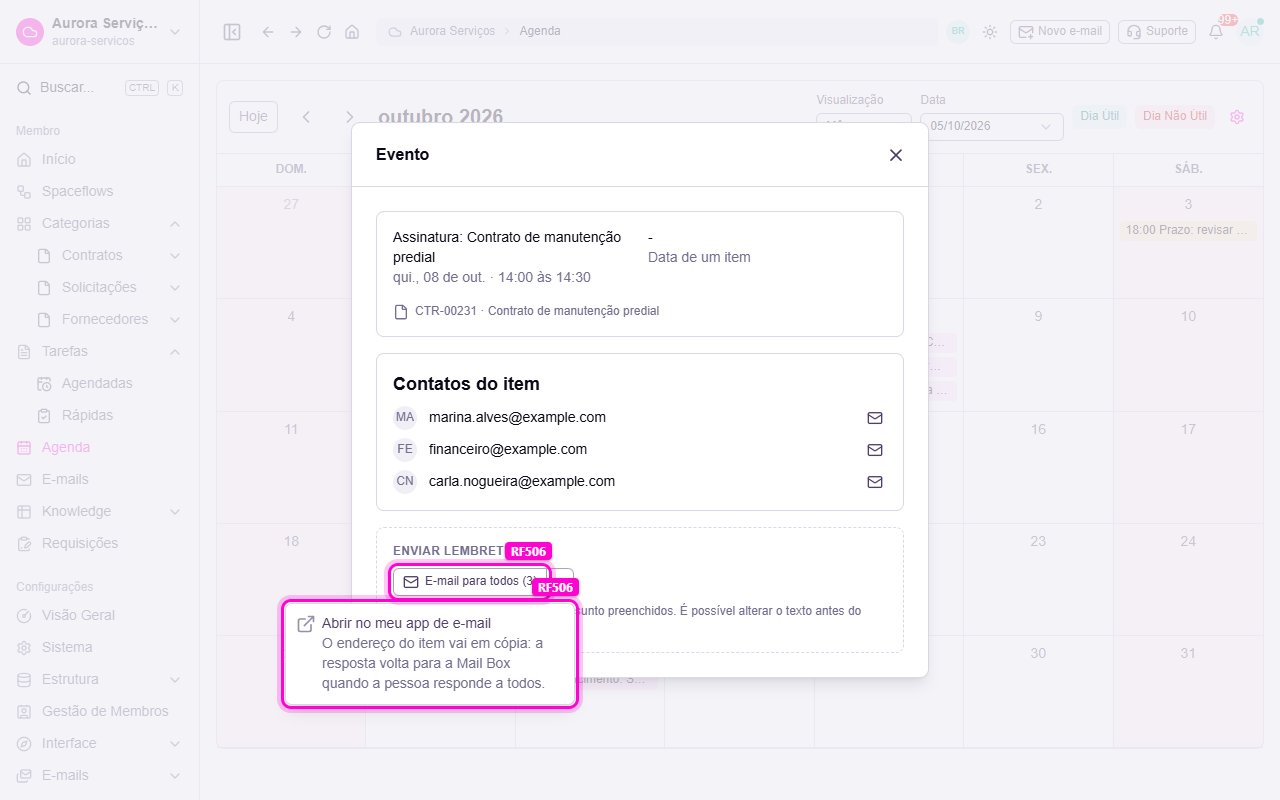 Aurora Serviç...
aurora-servicos
Aurora Serviços
Agenda
BR
Novo e-mail
Suporte
99+
AR
Buscar...
CTRL
K
Membro
Início
Spaceflows
Categorias
Contratos
Solicitações
Fornecedores
Tarefas
Agendadas
Rápidas
Agenda
E-mails
Knowledge
Requisições
Configurações
Visão Geral
Sistema
Estrutura
Gestão de Membros
Interface
E-mails
Hoje
outubro 2026
Visualização
Data
05/10/2026
Dia Útil
Dia Não Útil
DOM.
SEX.
SÁB.
27
2
3
18:00 Prazo: revisar ...
4
9
10
11
16
17
18
23
24
30
31
Evento
Assinatura: Contrato de manutenção
predial
qui., 08 de out. · 14:00 às 14:30
-
Data de um item
CTR-00231 · Contrato de manutenção predial
Contatos do item
MA
marina.alves@example.com
FE
financeiro@example.com
CN
carla.nogueira@example.com
ENVIAR LEMBRET
RF506
E-mail para todos (3)
RF506
sunto preenchidos. É possível alterar o texto antes do
Abrir no meu app de e-mail
O endereço do item vai em cópia: a
resposta volta para a Mail Box
quando a pessoa responde a todos.